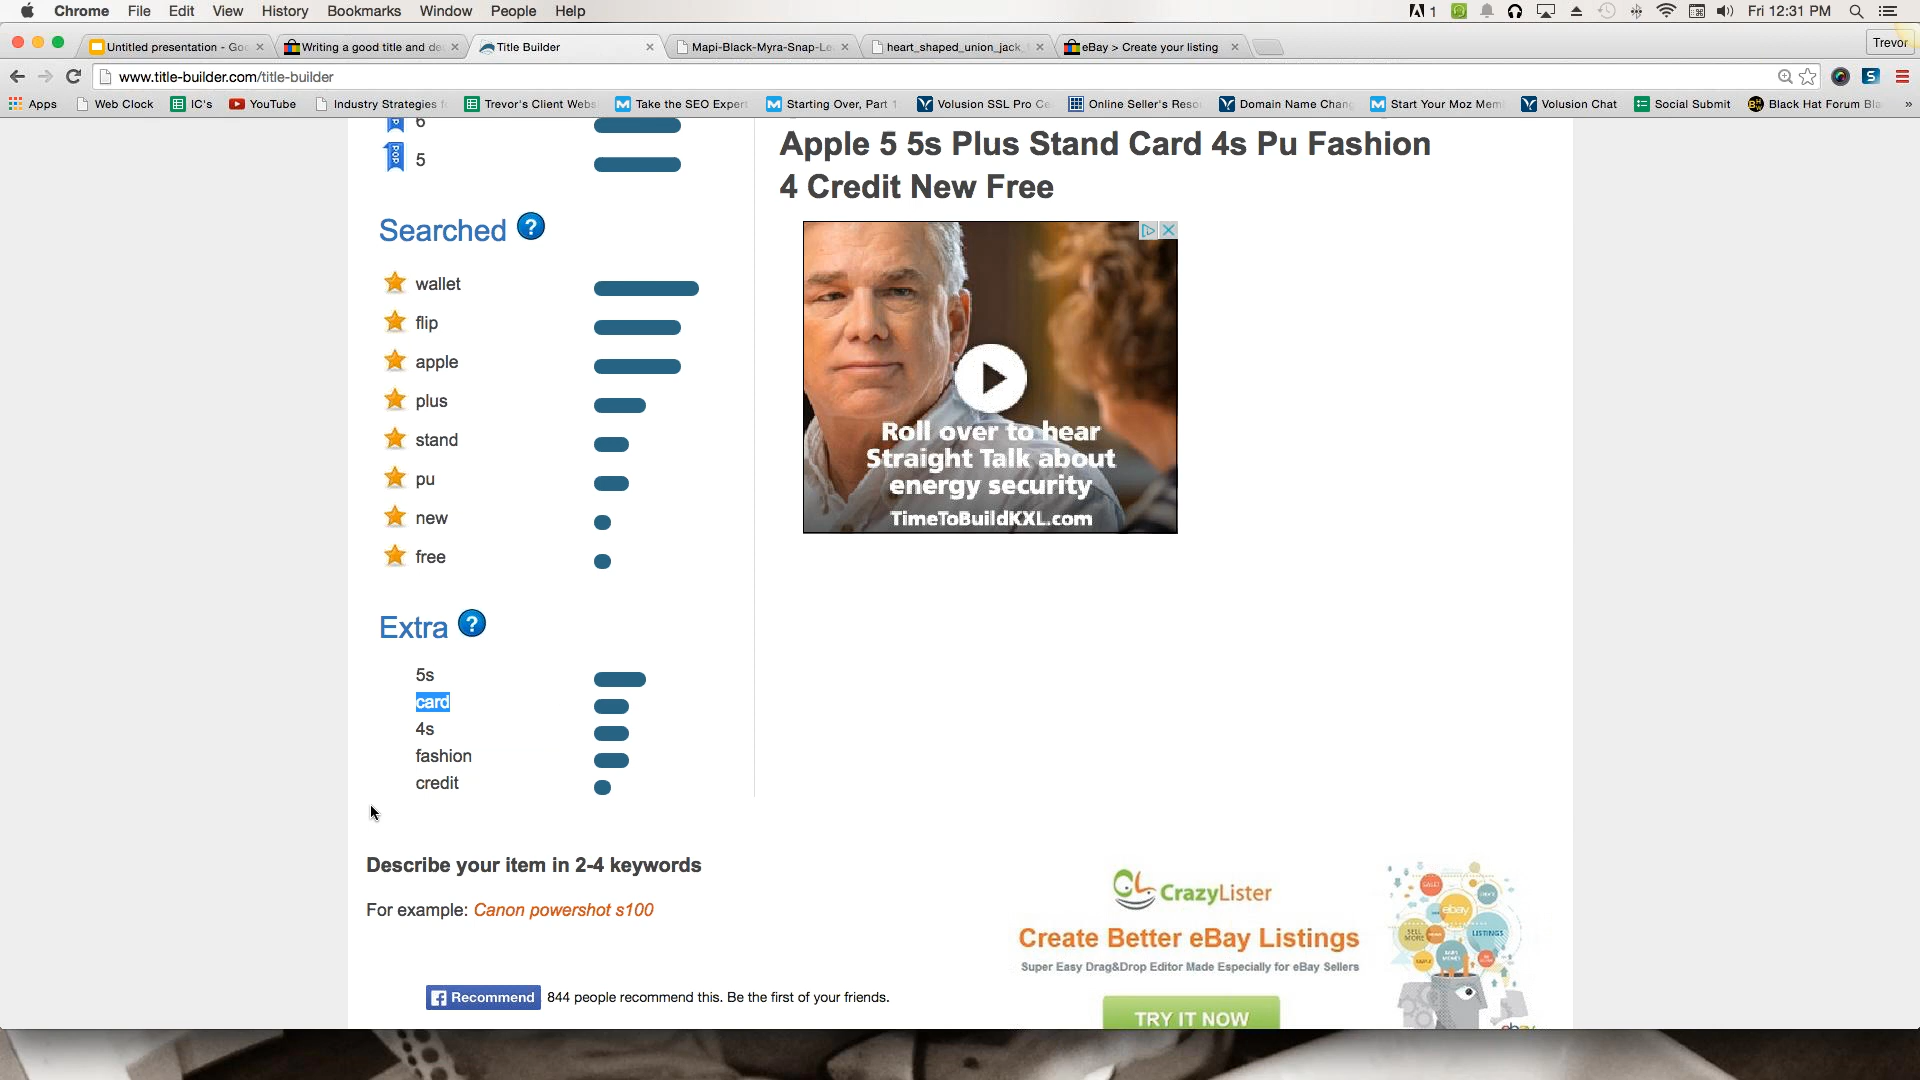 Chrome File Edit View History Bookmarks Window People Help
1
Fri 12:31 PM
Untitled presentation - Goo
Writing a good title and de
Title Builder
Mapi-Black-Myra-Snap-Le
heart_shaped_union_jack_
eBay > Create your listing
Trevor
www.title-builder.com/title-builder
Apps
Web Clock
IC's
YouTube
Industry Strategies f
Trevor's Client Webs
Take the SEO Expert
Starting Over, Part 1
Volusion SSL Pro Ce
Online Seller's Reso
Domain Name Chan
Start Your Moz Mem
Volusion Chat
Social Submit
Black Hat Forum Bla
»
6
POP 5
Searched ?
wallet
flip
apple
plus
stand
pu
new
free
Extra ?
5s
card
4s
fashion
credit
Apple 5 5s Plus Stand Card 4s Pu Fashion
4 Credit New Free
Roll over to hear
Straight Talk about
energy security
TimeToBuildKXL.com
Describe your item in 2-4 keywords
For example: Canon powershot s100
Recommend 844 people recommend this. Be the first of your friends.
CrazyLister
Create Better eBay Listings
Super Easy Drag&Drop Editor Made Especially for eBay Sellers
TRY IT NOW
ebay
LISTINGS
SELL MORE